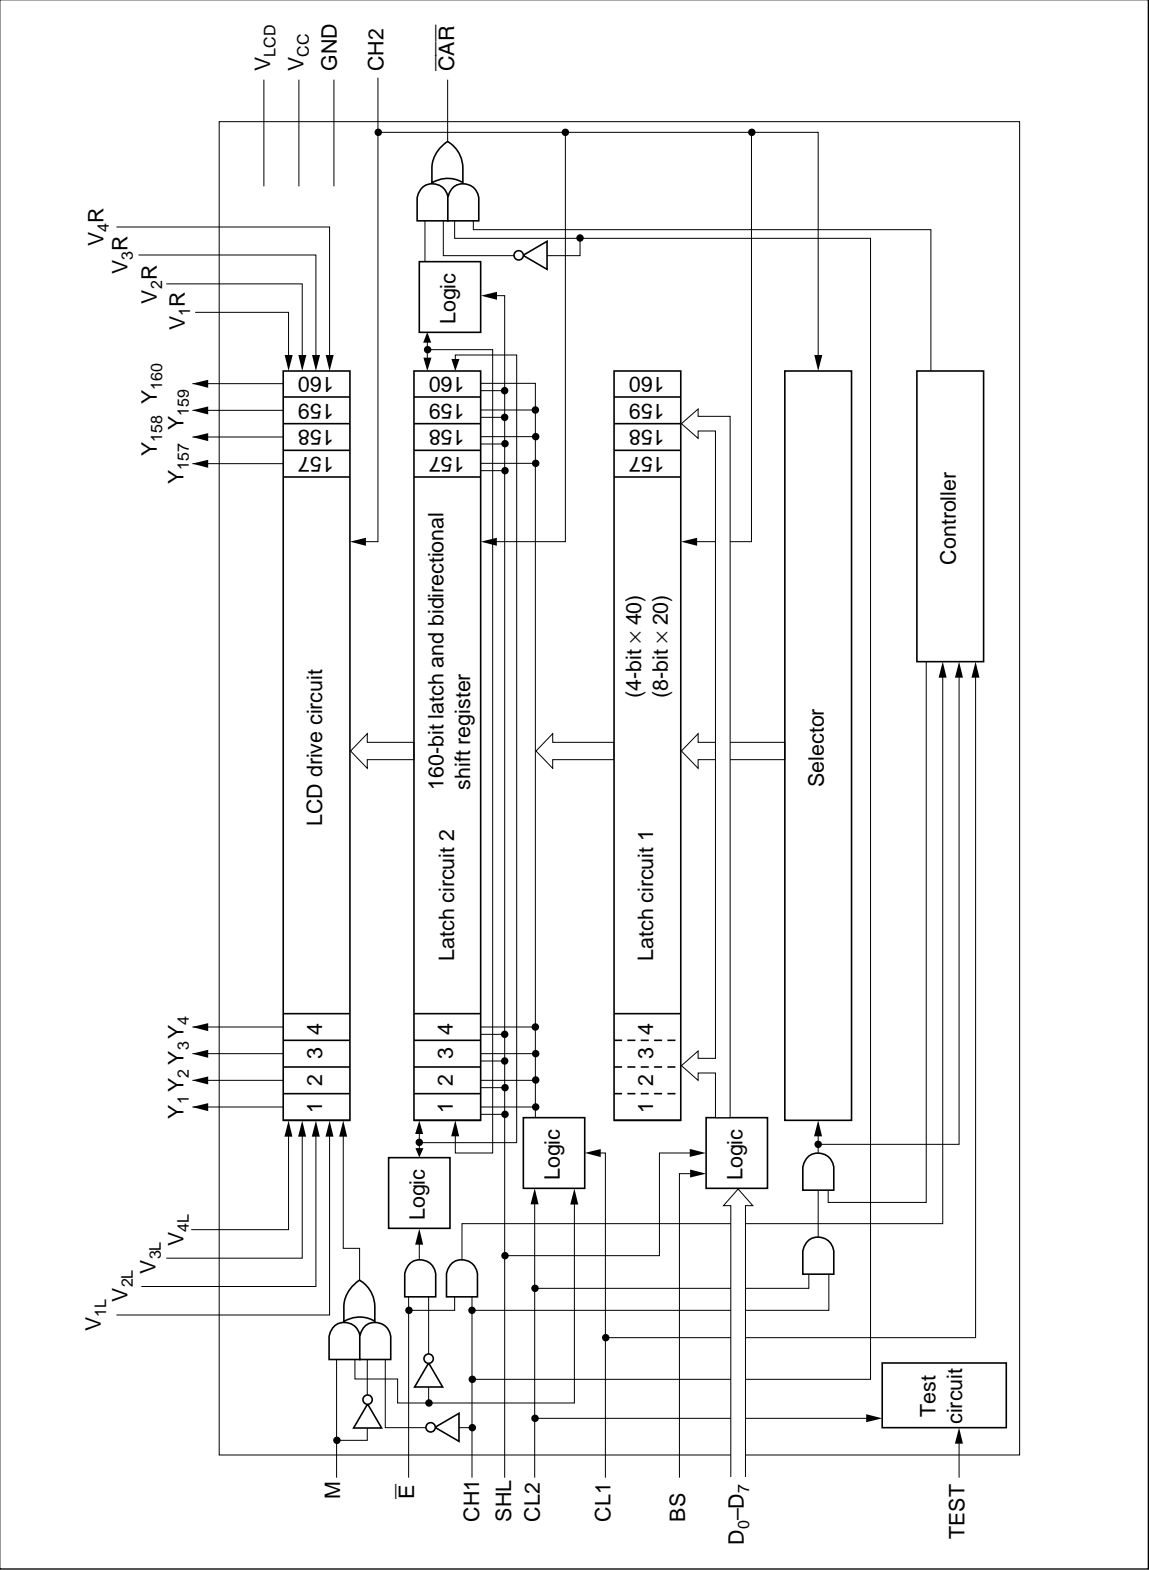 V1L
V2L
V3L
V4L
Y1
Y2
Y3
Y4
Y157
Y158
Y159
Y160
V1R
V2R
V3R
V4R
VLCD
VCC
GND
CH2
CAR
1
2
3
4
LCD drive circuit
157
158
159
160
Logic
1
2
3
4
Latch circuit 2
160-bit latch and bidirectional
shift register
157
158
159
160
Logic
Logic
1
2
3
4
Latch circuit 1
(4-bit × 40)
(8-bit × 20)
157
158
159
160
Logic
Selector
Controller
Test
circuit
M
E
CH1
SHL
CL2
CL1
BS
D0–D7
TEST